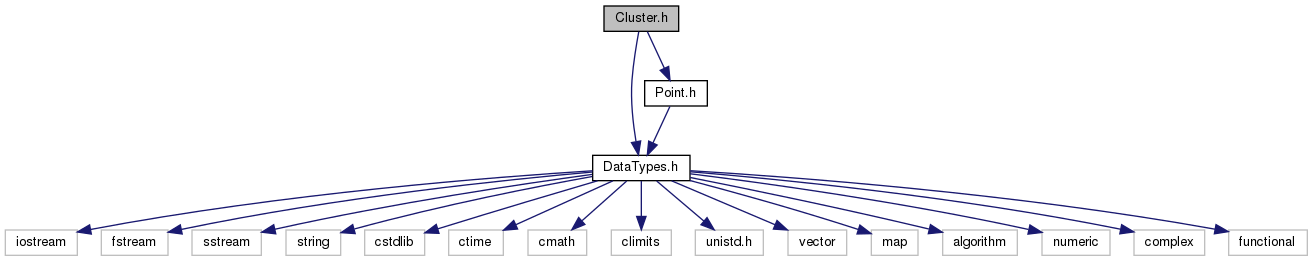 Cluster.h
Point.h
DataTypes.h
iostream fstream sstream string cstdlib ctime cmath climits unistd.h vector map algorithm numeric complex functional